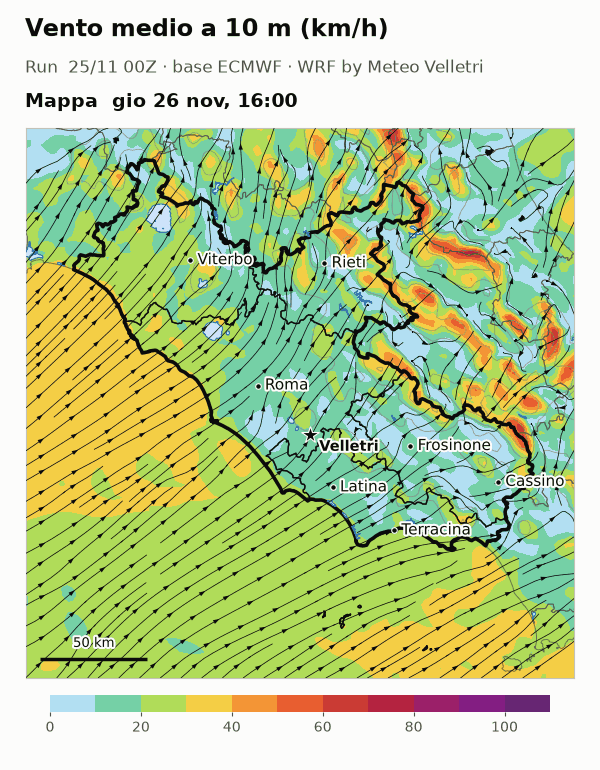 Vento medio a 10 m (km/h)
Run  25/11 00Z · base ECMWF · WRF by Meteo Velletri
Mappa  gio 26 nov, 16:00
Viterbo
Rieti
Roma
Velletri
Frosinone
Cassino
Latina
Terracina
50 km
0 20 40 60 80 100